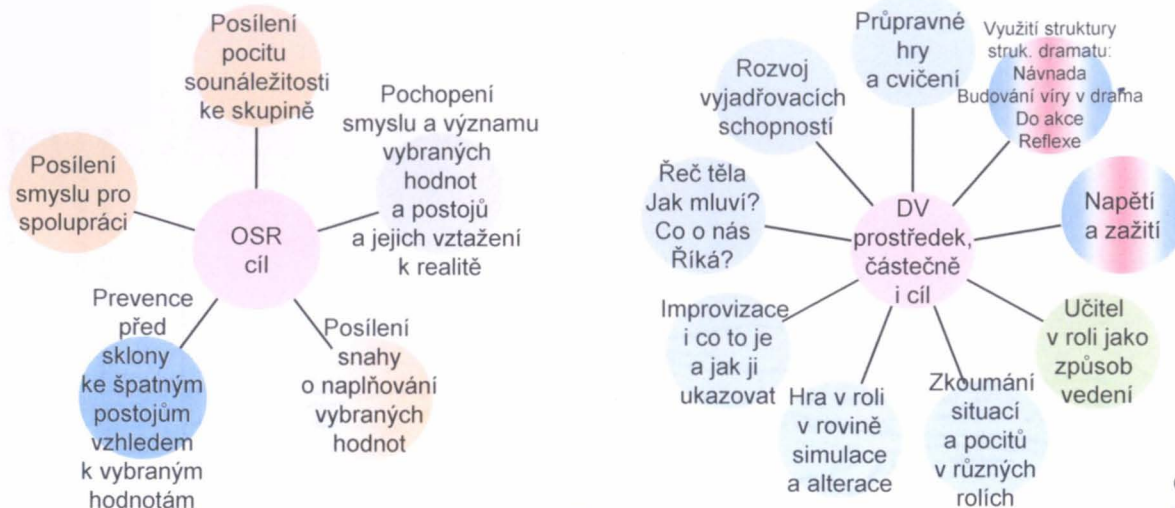 Posílení
pocitu
sounáležitosti
ke skupině
Pochopení
smyslu a významu
vybraných
hodnot
a postojů
a jejich vztažení
k realitě
Posílení
smyslu pro
spolupráci
OSR
cíl
Prevence
před
sklony
ke špatným
postojům
vzhledem
k vybraným
hodnotám
Posílení
snahy
o naplňování
vybraných
hodnot
Průpravné
hry
a cvičení
Využití struktury
struk. dramatu:
Návnada
Budování víry v drama
Do akce
Reflexe
Rozvoj
vyjadřovacích
schopností
Řeč těla
Jak mluví?
Co o nás
Říká?
DV
prostředek,
částečně
i cíl
Napětí
a zažití
Improvizace
i co to je
a jak ji
ukazovat
Učitel
v roli jako
způsob
vedení
Hra v roli
v rovině
simulace
a alterace
Zkoumání
situací
a pocitů
v různých
rolích